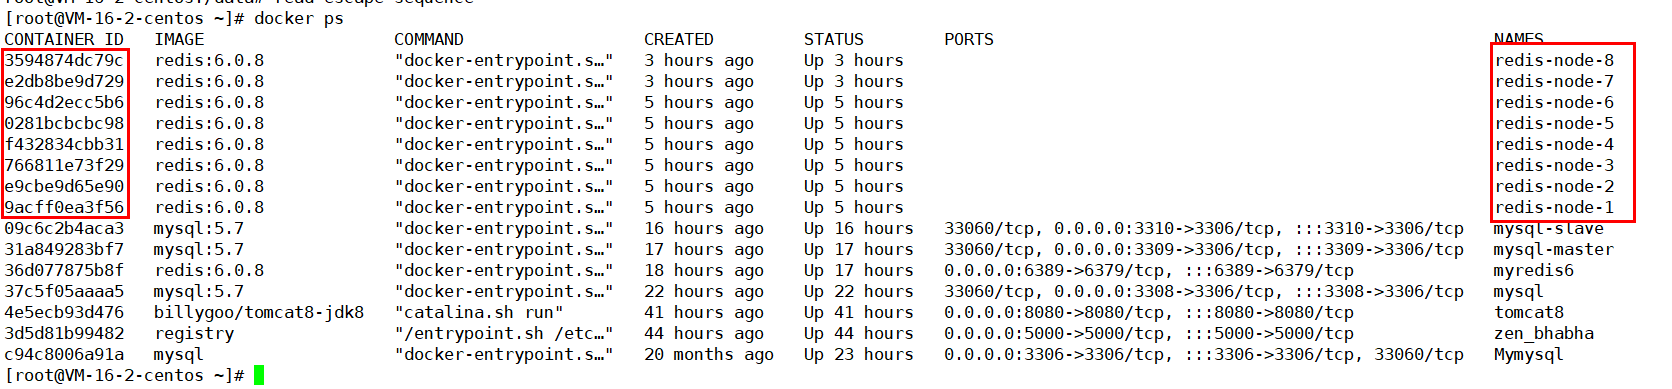 [root@VM-16-2-centos ~]# docker ps
CONTAINER ID   IMAGE                   COMMAND                  CREATED         STATUS        PORTS                                                  NAMES
3594874dc79c   redis:6.0.8             "docker-entrypoint.s…"   3 hours ago     Up 3 hours                                                           redis-node-8
e2db8be9d729   redis:6.0.8             "docker-entrypoint.s…"   3 hours ago     Up 3 hours                                                           redis-node-7
96c4d2ecc5b6   redis:6.0.8             "docker-entrypoint.s…"   5 hours ago     Up 5 hours                                                           redis-node-6
0281bcbcbc98   redis:6.0.8             "docker-entrypoint.s…"   5 hours ago     Up 5 hours                                                           redis-node-5
f432834cbb31   redis:6.0.8             "docker-entrypoint.s…"   5 hours ago     Up 5 hours                                                           redis-node-4
766811e73f29   redis:6.0.8             "docker-entrypoint.s…"   5 hours ago     Up 5 hours                                                           redis-node-3
e9cbe9d65e90   redis:6.0.8             "docker-entrypoint.s…"   5 hours ago     Up 5 hours                                                           redis-node-2
9acff0ea3f56   redis:6.0.8             "docker-entrypoint.s…"   5 hours ago     Up 5 hours                                                           redis-node-1
09c6c2b4aca3   mysql:5.7               "docker-entrypoint.s…"   16 hours ago    Up 16 hours   33060/tcp, 0.0.0.0:3310->3306/tcp, :::3310->3306/tcp   mysql-slave
31a849283bf7   mysql:5.7               "docker-entrypoint.s…"   17 hours ago    Up 17 hours   33060/tcp, 0.0.0.0:3309->3306/tcp, :::3309->3306/tcp   mysql-master
36d077875b8f   redis:6.0.8             "docker-entrypoint.s…"   18 hours ago    Up 17 hours   0.0.0.0:6389->6379/tcp, :::6389->6379/tcp              myredis6
37c5f05aaaa5   mysql:5.7               "docker-entrypoint.s…"   22 hours ago    Up 22 hours   33060/tcp, 0.0.0.0:3308->3306/tcp, :::3308->3306/tcp   mysql
4e5ecb93d476   billygoo/tomcat8-jdk8   "catalina.sh run"        41 hours ago    Up 41 hours   0.0.0.0:8080->8080/tcp, :::8080->8080/tcp              tomcat8
3d5d81b99482   registry                "/entrypoint.sh /etc…"   44 hours ago    Up 44 hours   0.0.0.0:5000->5000/tcp, :::5000->5000/tcp              zen_bhabha
c94c8006a91a   mysql                   "docker-entrypoint.s…"   20 months ago   Up 23 hours   0.0.0.0:3306->3306/tcp, :::3306->3306/tcp, 33060/tcp   Mymysql
[root@VM-16-2-centos ~]#